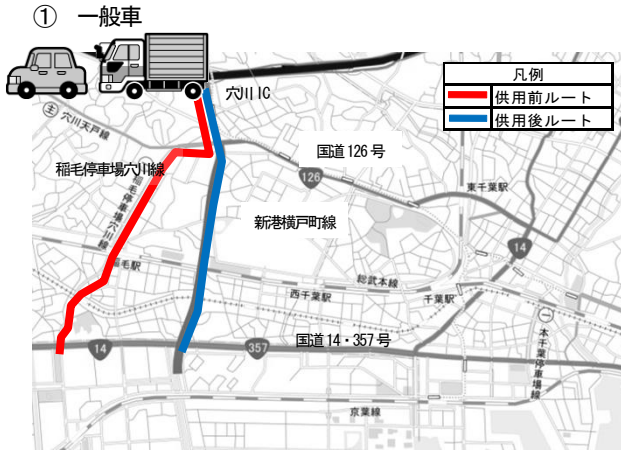 ① 一般車
凡例
供用前ルート
供用後ルート
穴川IC
主
穴川天戸線
国道126号
稲毛停車場穴川線
稲毛停車場穴川線
126
東千葉駅
新港横戸町線
14
稲毛駅
総武本線
西千葉駅
千葉駅
一
本千葉停車場線
国道14・357号
14
357
京葉線